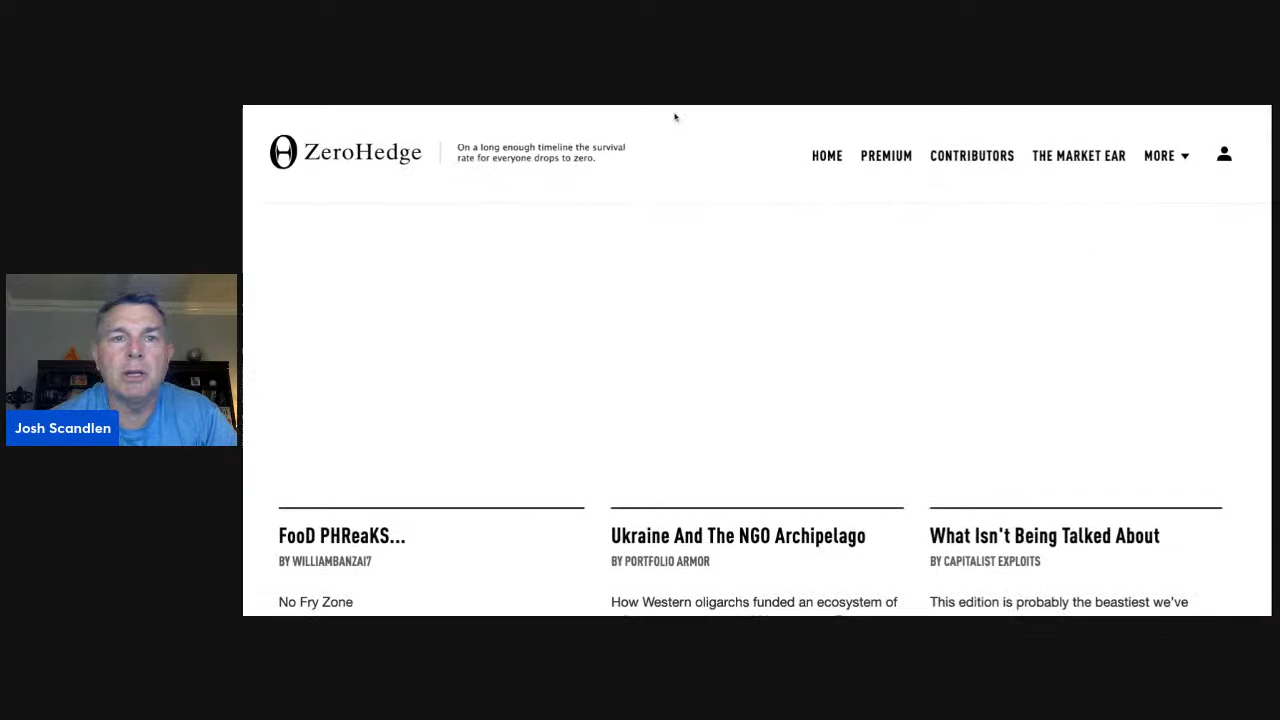 ZeroHedge
On a long enough timeline the survival
rate for everyone drops to zero.
HOME PREMIUM CONTRIBUTORS THE MARKET EAR MORE
Josh Scandlen
FooD PHReaKS...
BY WILLIAMBANZAI7
No Fry Zone
Ukraine And The NGO Archipelago
BY PORTFOLIO ARMOR
How Western oligarchs funded an ecosystem of
What Isn't Being Talked About
BY CAPITALIST EXPLOITS
This edition is probably the beastiest we've